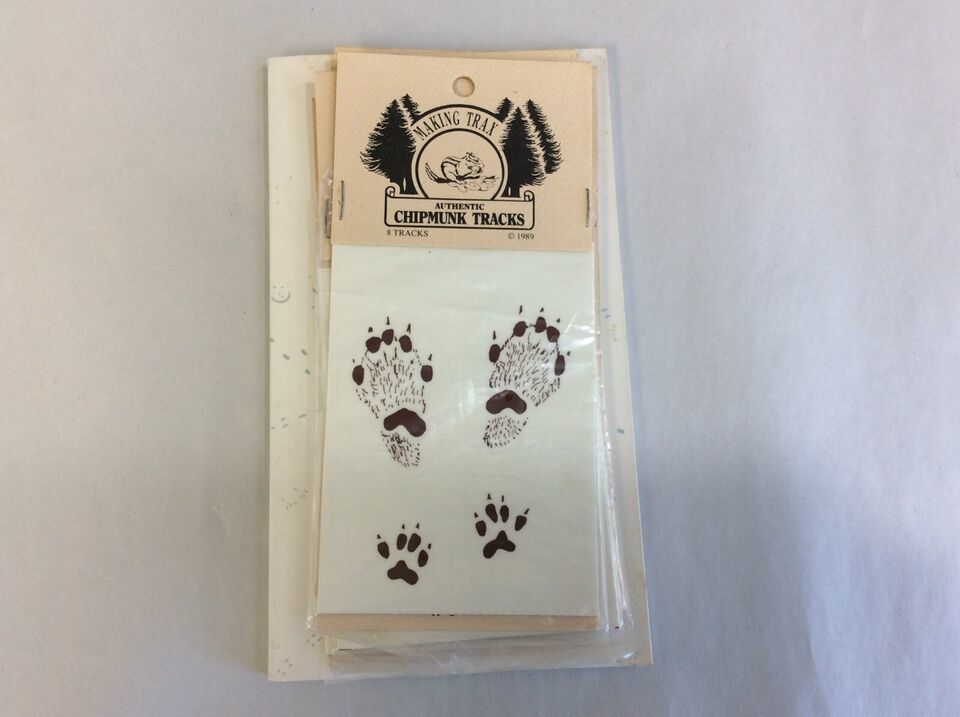 MAKING TRAX
AUTHENTIC
CHIPMUNK TRACKS
8 TRACKS © 1989